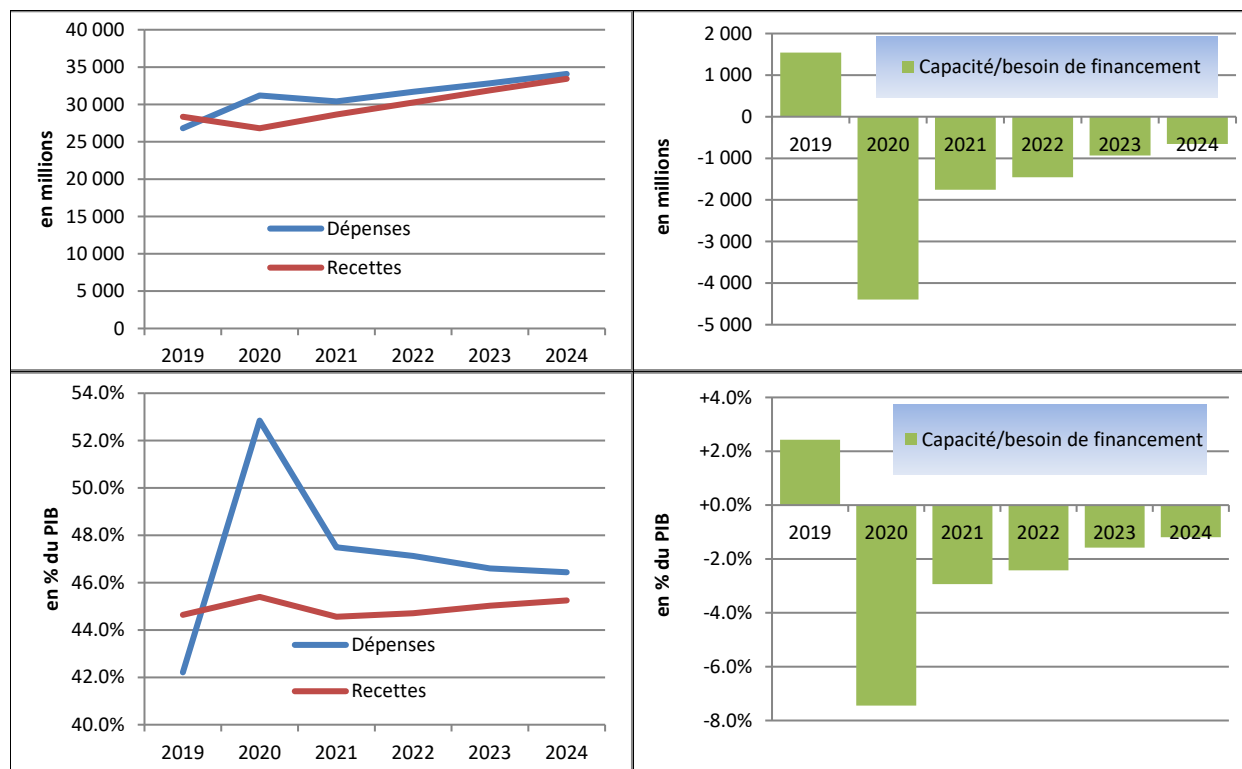 40 000
35 000
30 000
25 000
20 000
15 000
10 000
5 000
0
en millions
Dépenses
Recettes
2019 2020 2021 2022 2023 2024
2 000
1 000
0
-1 000
-2 000
-3 000
-4 000
-5 000
en millions
Capacité/besoin de financement
2019 2020 2021 2022 2023 2024
54.0%
52.0%
50.0%
48.0%
46.0%
44.0%
42.0%
40.0%
en % du PIB
Dépenses
Recettes
2019 2020 2021 2022 2023 2024
+4.0%
+2.0%
+0.0%
-2.0%
-4.0%
-6.0%
-8.0%
en % du PIB
Capacité/besoin de financement
2019 2020 2021 2022 2023 2024